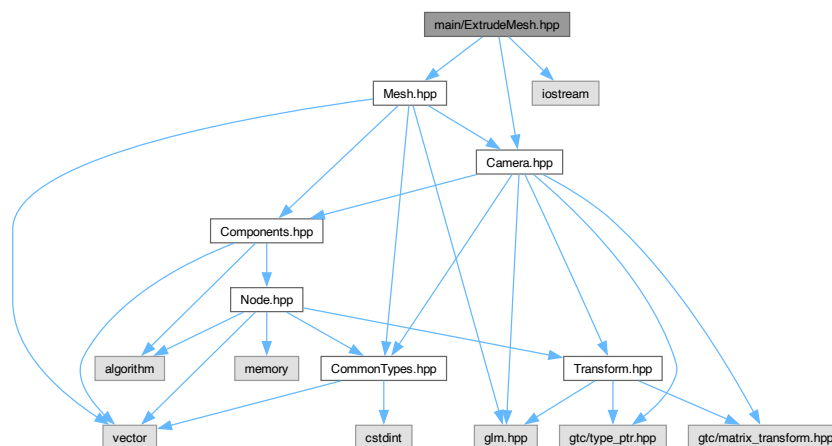 main/ExtrudeMesh.hpp
Mesh.hpp
iostream
Camera.hpp
Components.hpp
Node.hpp
algorithm
memory
CommonTypes.hpp
Transform.hpp
vector
cstdint
glm.hpp
gtc/type_ptr.hpp
gtc/matrix_transform.hpp